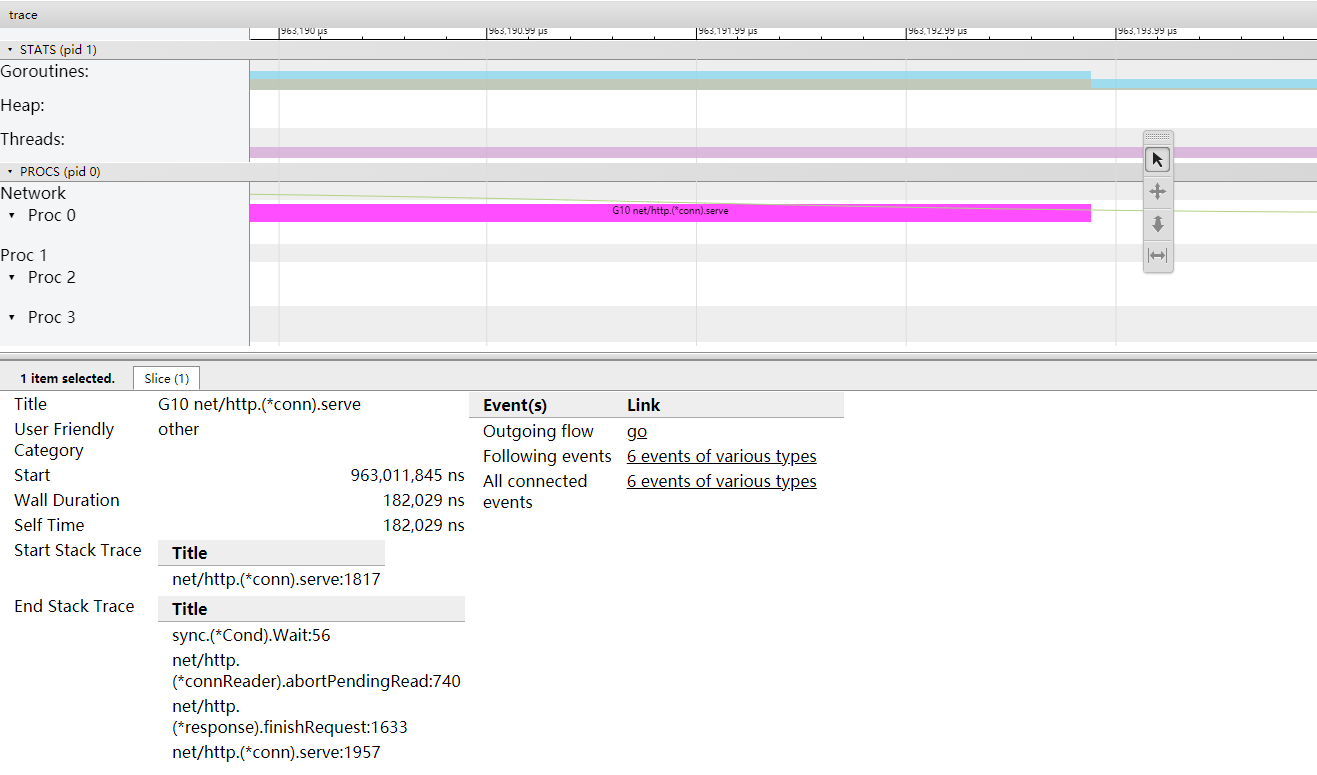 trace
963,190 µs 963,190.99 µs 963,191.99 µs 963,192.99 µs 963,193.99 µs
STATS (pid 1)
Goroutines:
Heap:
Threads:
PROCS (pid 0)
Network
Proc 0
G10 net/http.(*conn).serve
Proc 1
Proc 2
Proc 3
1 item selected. Slice (1)
Title G10 net/http.(*conn).serve
User Friendly
Category
other
Start 963,011,845 ns
Wall Duration 182,029 ns
Self Time 182,029 ns
Start Stack Trace Title
net/http.(*conn).serve:1817
End Stack Trace Title
sync.(*Cond).Wait:56
net/http.
(*connReader).abortPendingRead:740
net/http.
(*response).finishRequest:1633
net/http.(*conn).serve:1957
Event(s) Link
Outgoing flow go
Following events 6 events of various types
All connected
events
6 events of various types